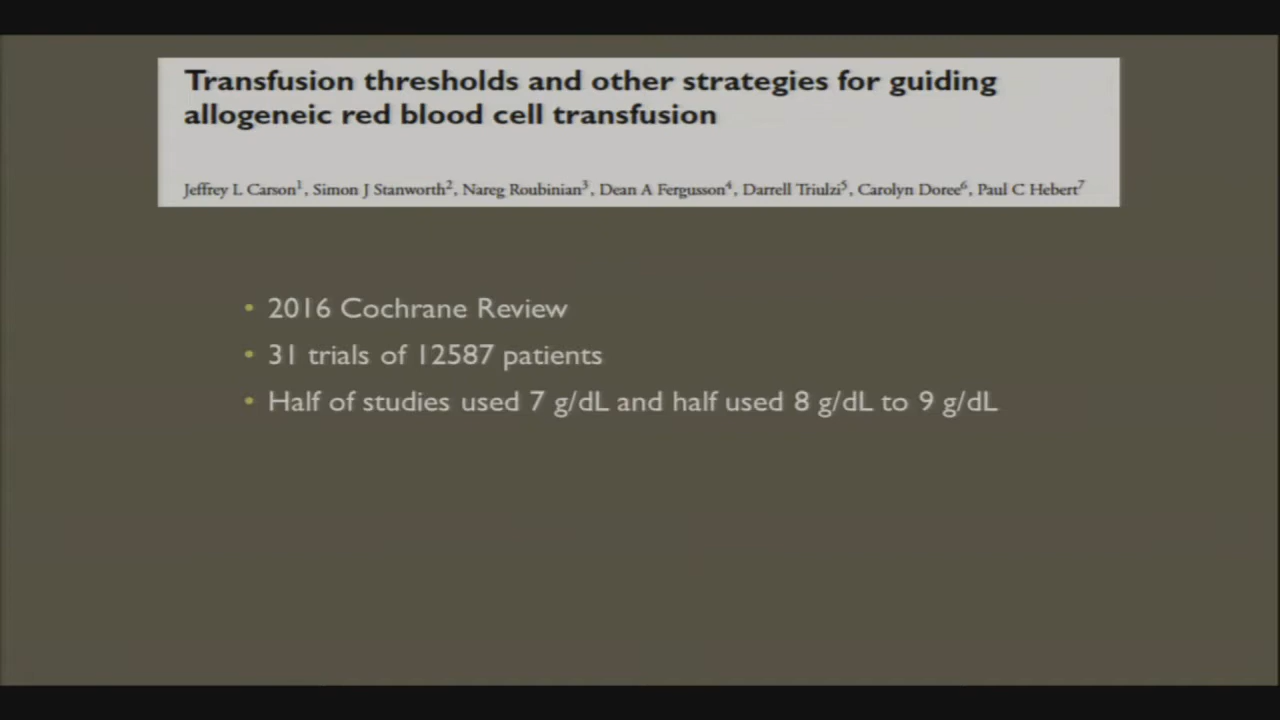 Transfusion thresholds and other strategies for guiding
allogeneic red blood cell transfusion
Jeffrey L Carson¹, Simon J Stanworth², Nareg Roubinian³, Dean A Fergusson⁴, Darrell Triulzi⁵, Carolyn Doree⁶, Paul C Hebert⁷
• 2016 Cochrane Review
• 31 trials of 12587 patients
• Half of studies used 7 g/dL and half used 8 g/dL to 9 g/dL